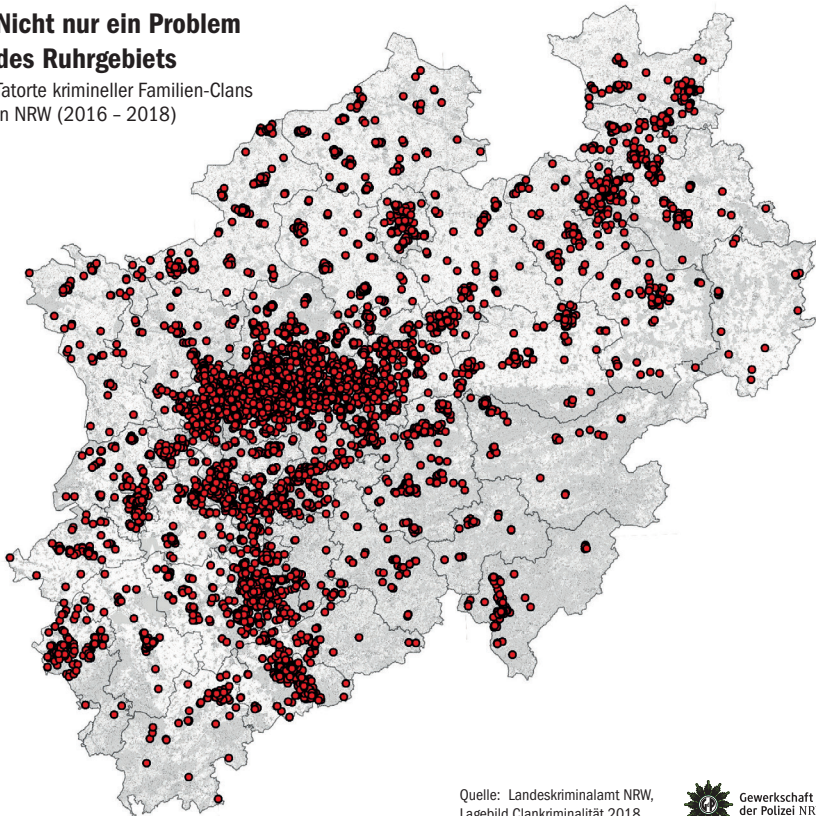 Nicht nur ein Problem
des Ruhrgebiets
Tatorte krimineller Familien-Clans
in NRW (2016 – 2018)
Quelle: Landeskriminalamt NRW,
Lagebild Clankriminalität 2018
GdP
Gewerkschaft
der Polizei NR